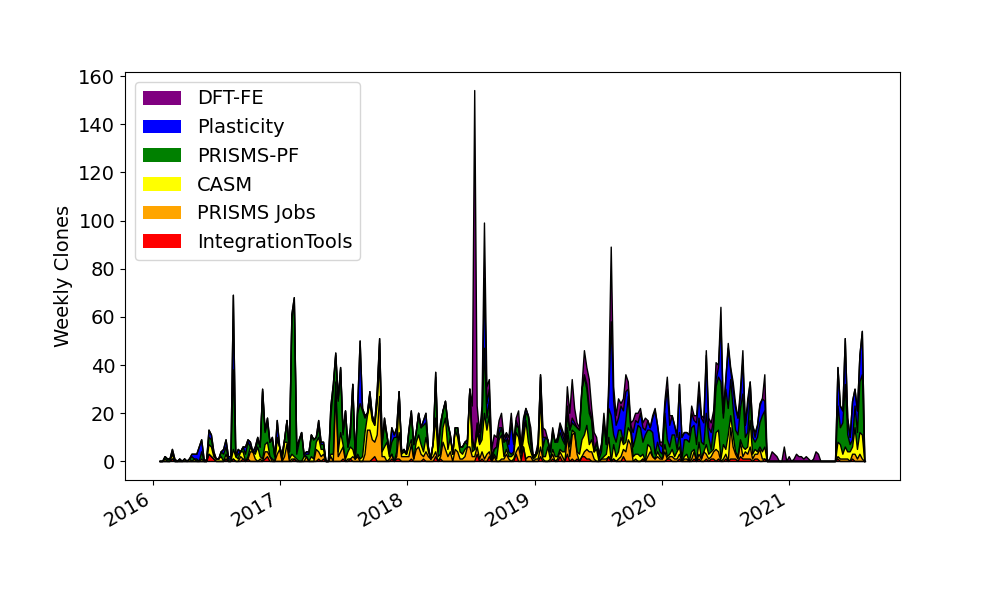 160
140
120
100
80
60
40
20
0
Weekly Clones
DFT-FE
Plasticity
PRISMS-PF
CASM
PRISMS Jobs
IntegrationTools
2016
2017
2018
2019
2020
2021